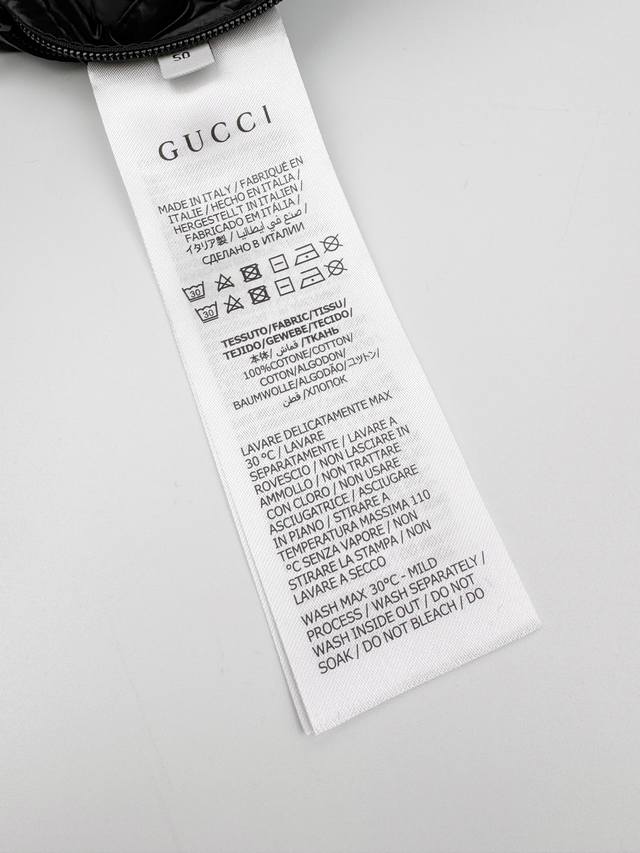 50
GUCCI
MADE IN ITALY / FABRIQUÉ EN
ITALIE / HECHO EN ITALIA /
HERGESTELLT IN ITALIEN /
FABRICADO EM ITÁLIA /
イタリア製 / صنع في إيطاليا /
СДЕЛАНО В ИТАЛИИ
30
30
TESSUTO/FABRIC/TISSU/
TEJIDO/GEWEBE/TECIDO/
本体/ قماش /ТКАНЬ
100%COTONE/COTTON/
COTON/ALGODON/
BAUMWOLLE/ALGODÃO/コットン/
قطن /ХЛОПОК
LAVARE DELICATAMENTE MAX
30 °C / LAVARE
SEPARATAMENTE / LAVARE A
ROVESCIO / NON LASCIARE IN
AMMOLLO / NON TRATTARE
CON CLORO / NON USARE
ASCIUGATRICE / ASCIUGARE
IN PIANO / STIRARE A
TEMPERATURA MASSIMA 110
°C SENZA VAPORE / NON
STIRARE LA STAMPA / NON
LAVARE A SECCO
WASH MAX 30°C - MILD
PROCESS / WASH SEPARATELY /
WASH INSIDE OUT / DO NOT
SOAK / DO NOT BLEACH / DO